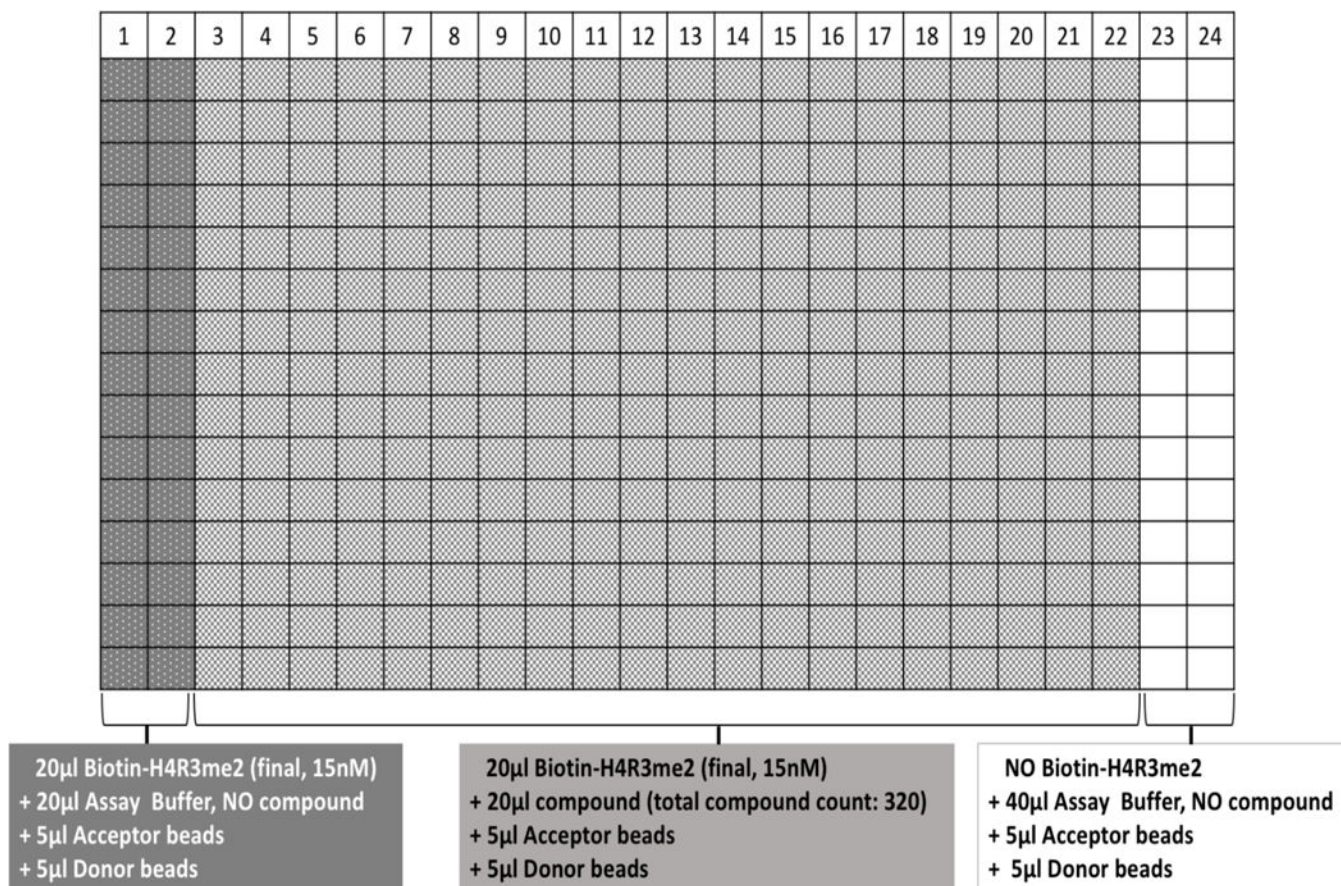 1 2 3 4 5 6 7 8 9 10 11 12 13 14 15 16 17 18 19 20 21 22 23 24
20µl Biotin-H4R3me2 (final, 15nM)
+ 20µl Assay Buffer, NO compound
+ 5µl Acceptor beads
+ 5µl Donor beads
20µl Biotin-H4R3me2 (final, 15nM)
+ 20µl compound (total compound count: 320)
+ 5µl Acceptor beads
+ 5µl Donor beads
NO Biotin-H4R3me2
+ 40µl Assay Buffer, NO compound
+ 5µl Acceptor beads
+ 5µl Donor beads